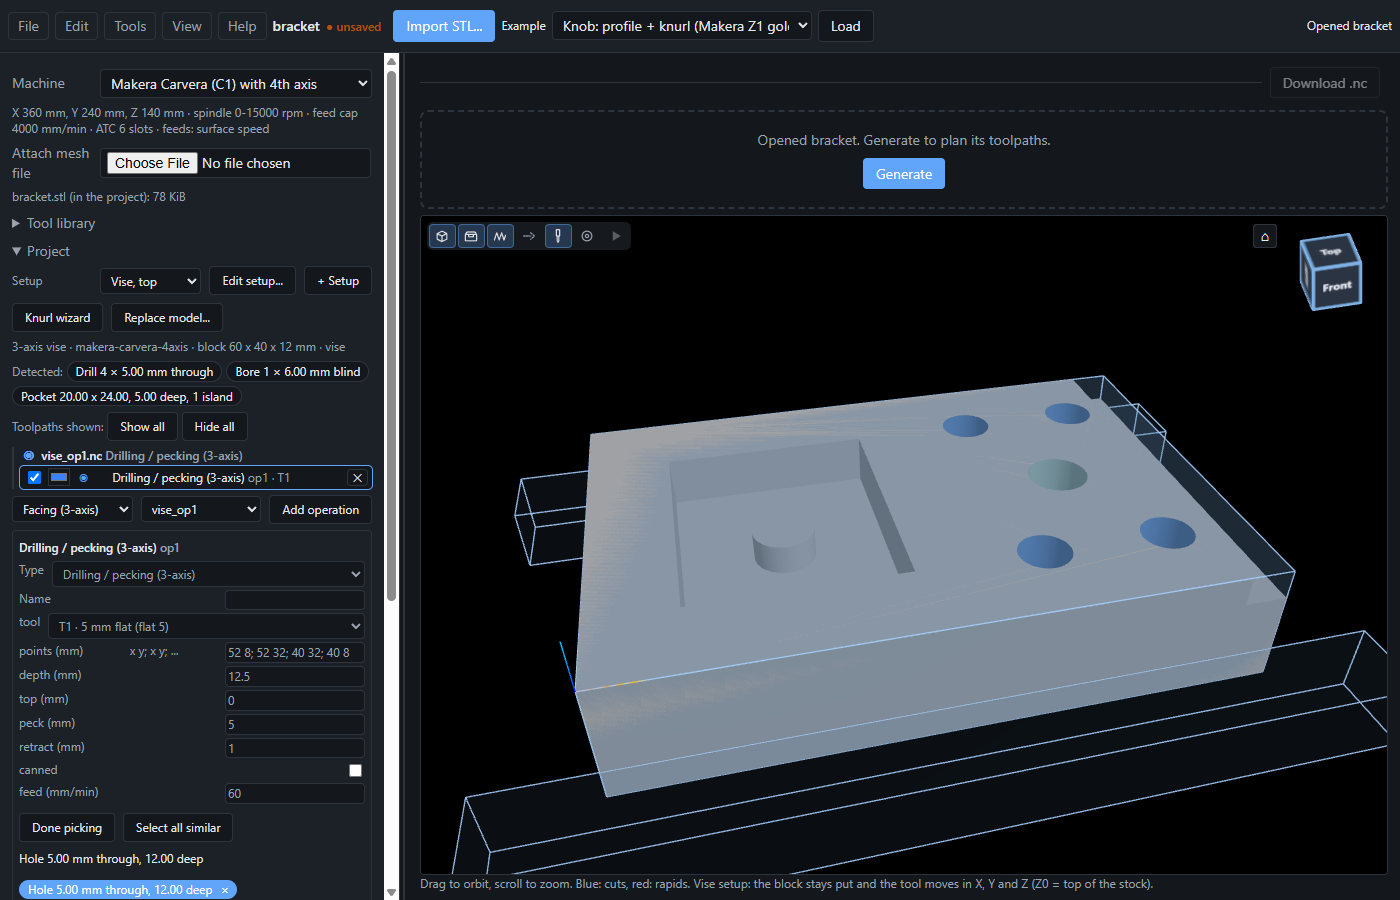 File Edit Tools View Help bracket ● unsaved Import STL... Example Knob: profile + knurl (Makera Z1 gol Load Opened bracket
Machine Makera Carvera (C1) with 4th axis
X 360 mm, Y 240 mm, Z 140 mm · spindle 0-15000 rpm · feed cap
4000 mm/min · ATC 6 slots · feeds: surface speed
Attach mesh file Choose File No file chosen
bracket.stl (in the project): 78 KiB
Tool library
Project
Setup Vise, top Edit setup... + Setup
Knurl wizard Replace model...
3-axis vise · makera-carvera-4axis · block 60 x 40 x 12 mm · vise
Detected: Drill 4 × 5.00 mm through Bore 1 × 6.00 mm blind
Pocket 20.00 x 24.00, 5.00 deep, 1 island
Toolpaths shown: Show all Hide all
vise_op1.nc Drilling / pecking (3-axis)
Drilling / pecking (3-axis) op1 · T1 ×
Facing (3-axis) vise_op1 Add operation
Drilling / pecking (3-axis) op1
Type Drilling / pecking (3-axis)
Name
tool T1 · 5 mm flat (flat 5)
points (mm) x y; x y; ... 52 8; 52 32; 40 32; 40 8
depth (mm) 12.5
top (mm) 0
peck (mm) 5
retract (mm) 1
canned
feed (mm/min) 60
Done picking Select all similar
Hole 5.00 mm through, 12.00 deep
Hole 5.00 mm through, 12.00 deep ×
Download .nc
Opened bracket. Generate to plan its toolpaths.
Generate
Top
Front
Drag to orbit, scroll to zoom. Blue: cuts, red: rapids. Vise setup: the block stays put and the tool moves in X, Y and Z (Z0 = top of the stock).